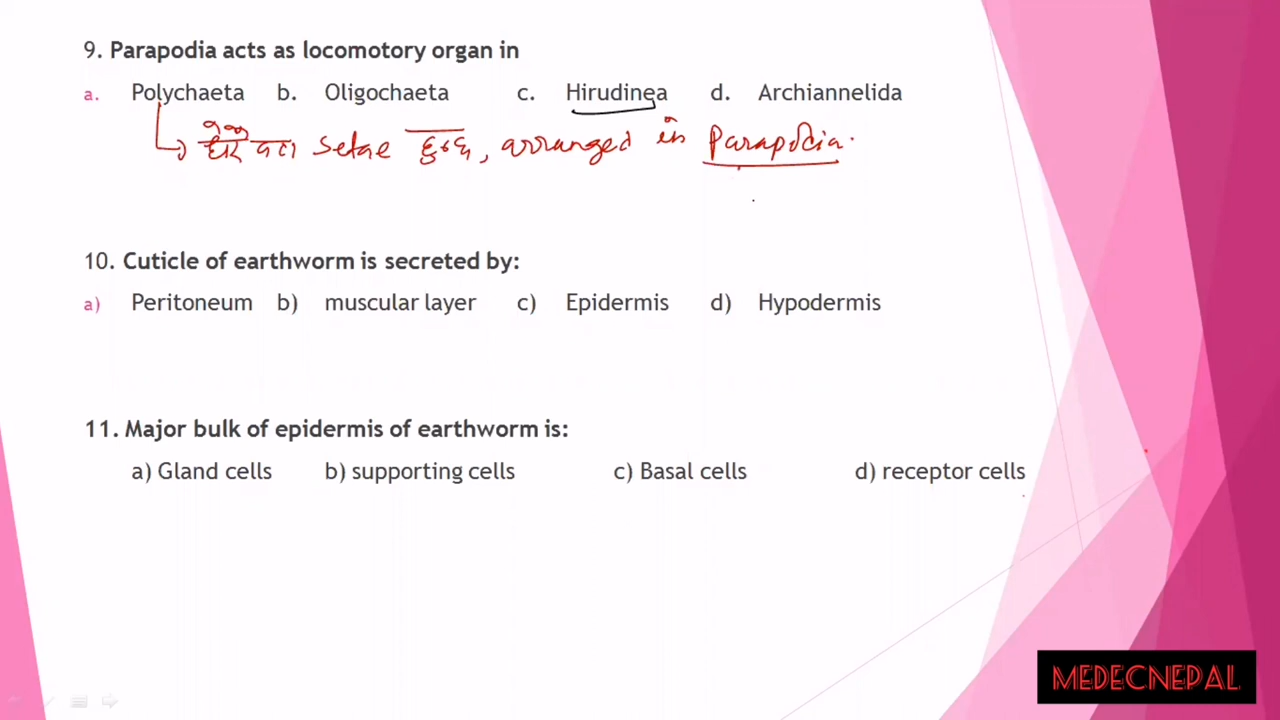 9. Parapodia acts as locomotory organ in
a. Polychaeta b. Oligochaeta c. Hirudinea d. Archiannelida
setae हुन्छ, arranged in Parapodia.
10. Cuticle of earthworm is secreted by:
a) Peritoneum b) muscular layer c) Epidermis d) Hypodermis
11. Major bulk of epidermis of earthworm is:
a) Gland cells b) supporting cells c) Basal cells d) receptor cells
MEDECNEPAL